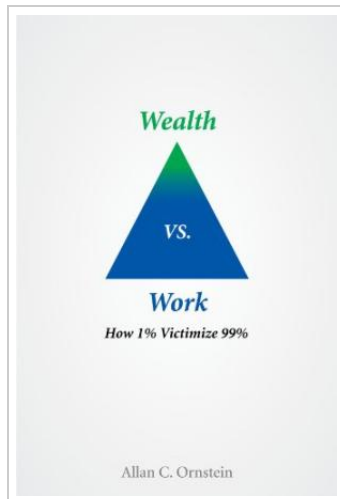 Wealth
VS.
Work
How 1% Victimize 99%
Allan C. Ornstein